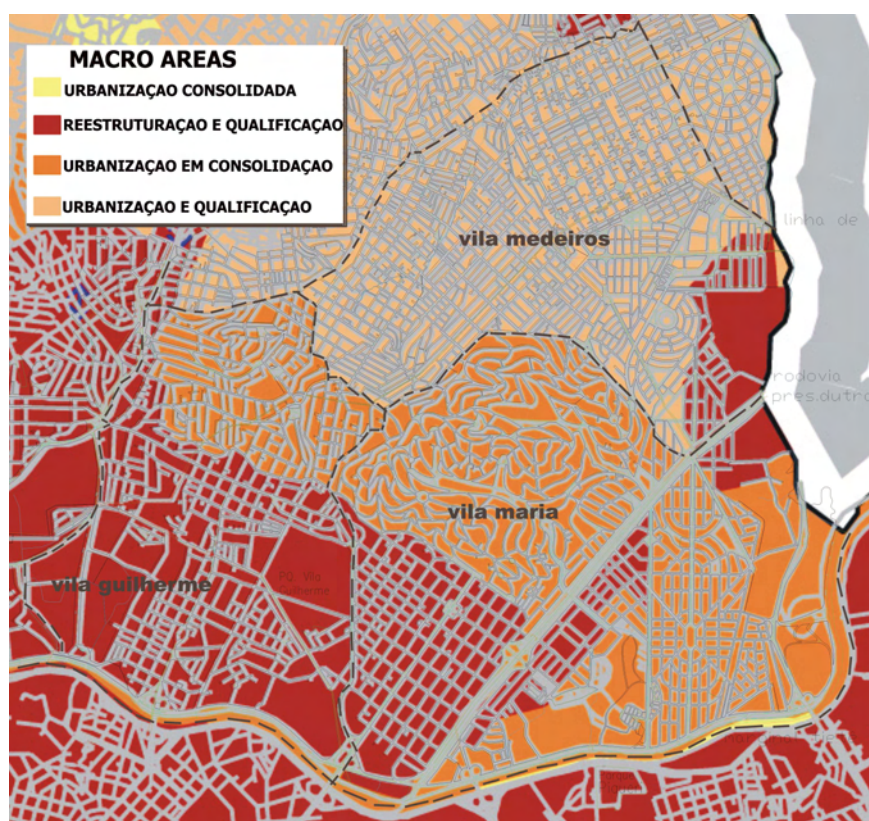 MACRO AREAS
URBANIZAÇAO CONSOLIDADA
REESTRUTURAÇAO E QUALIFICAÇAO
URBANIZAÇAO EM CONSOLIDAÇAO
URBANIZAÇAO E QUALIFICAÇAO
linha de
vila medeiros
rodovia
pres.dutra
vila maria
vila guilherme
PQ. Vila
Guilherme